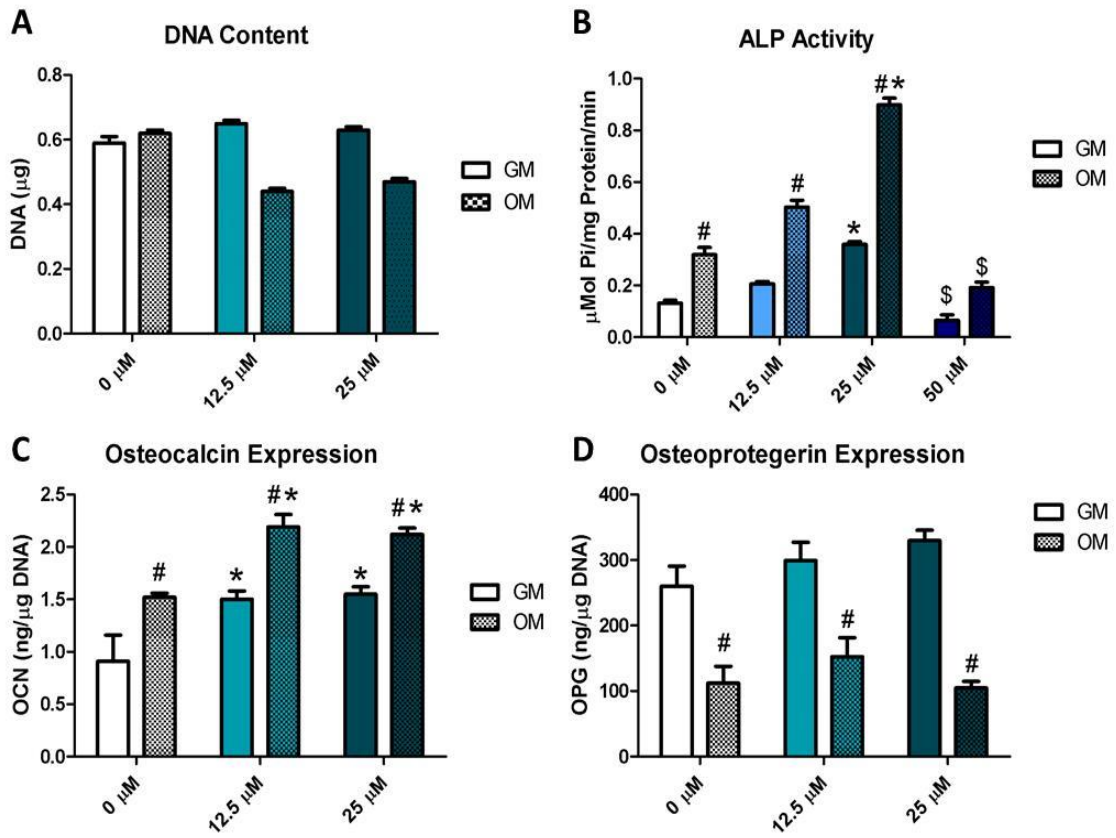 A
DNA Content
DNA (μg)
0.8
0.6
0.4
0.2
0.0
0 μM
12.5 μM
25 μM
GM
OM
B
ALP Activity
μMol Pi/mg Protein/min
1.0
0.8
0.6
0.4
0.2
0.0
#
#
*
#*
$
$
0 μM
12.5 μM
25 μM
50 μM
GM
OM
C
Osteocalcin Expression
OCN (ng/μg DNA)
2.5
2.0
1.5
1.0
0.5
0.0
#
*
#*
*
#*
0 μM
12.5 μM
25 μM
GM
OM
D
Osteoprotegerin Expression
OPG (ng/μg DNA)
400
300
200
100
0
#
#
#
0 μM
12.5 μM
25 μM
GM
OM